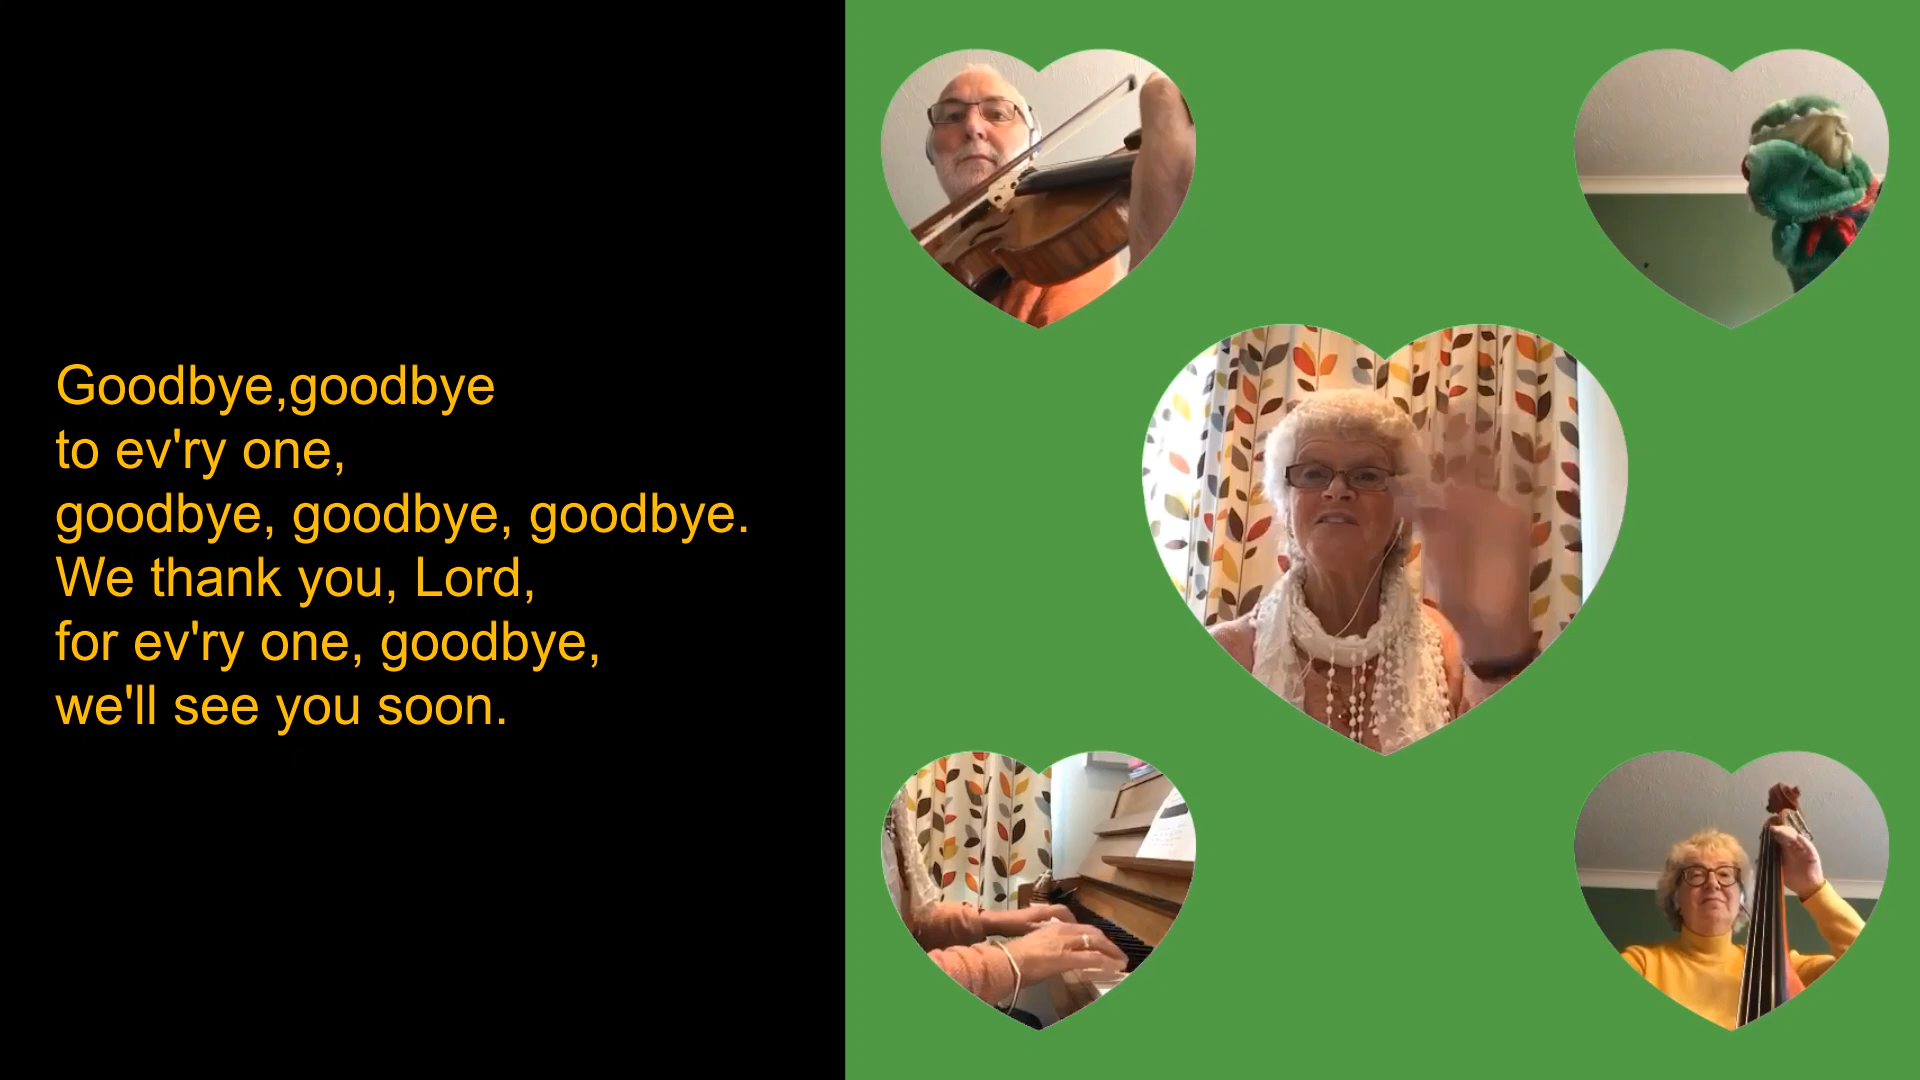 Goodbye,goodbye
to ev'ry one,
goodbye, goodbye, goodbye.
We thank you, Lord,
for ev'ry one, goodbye,
we'll see you soon.